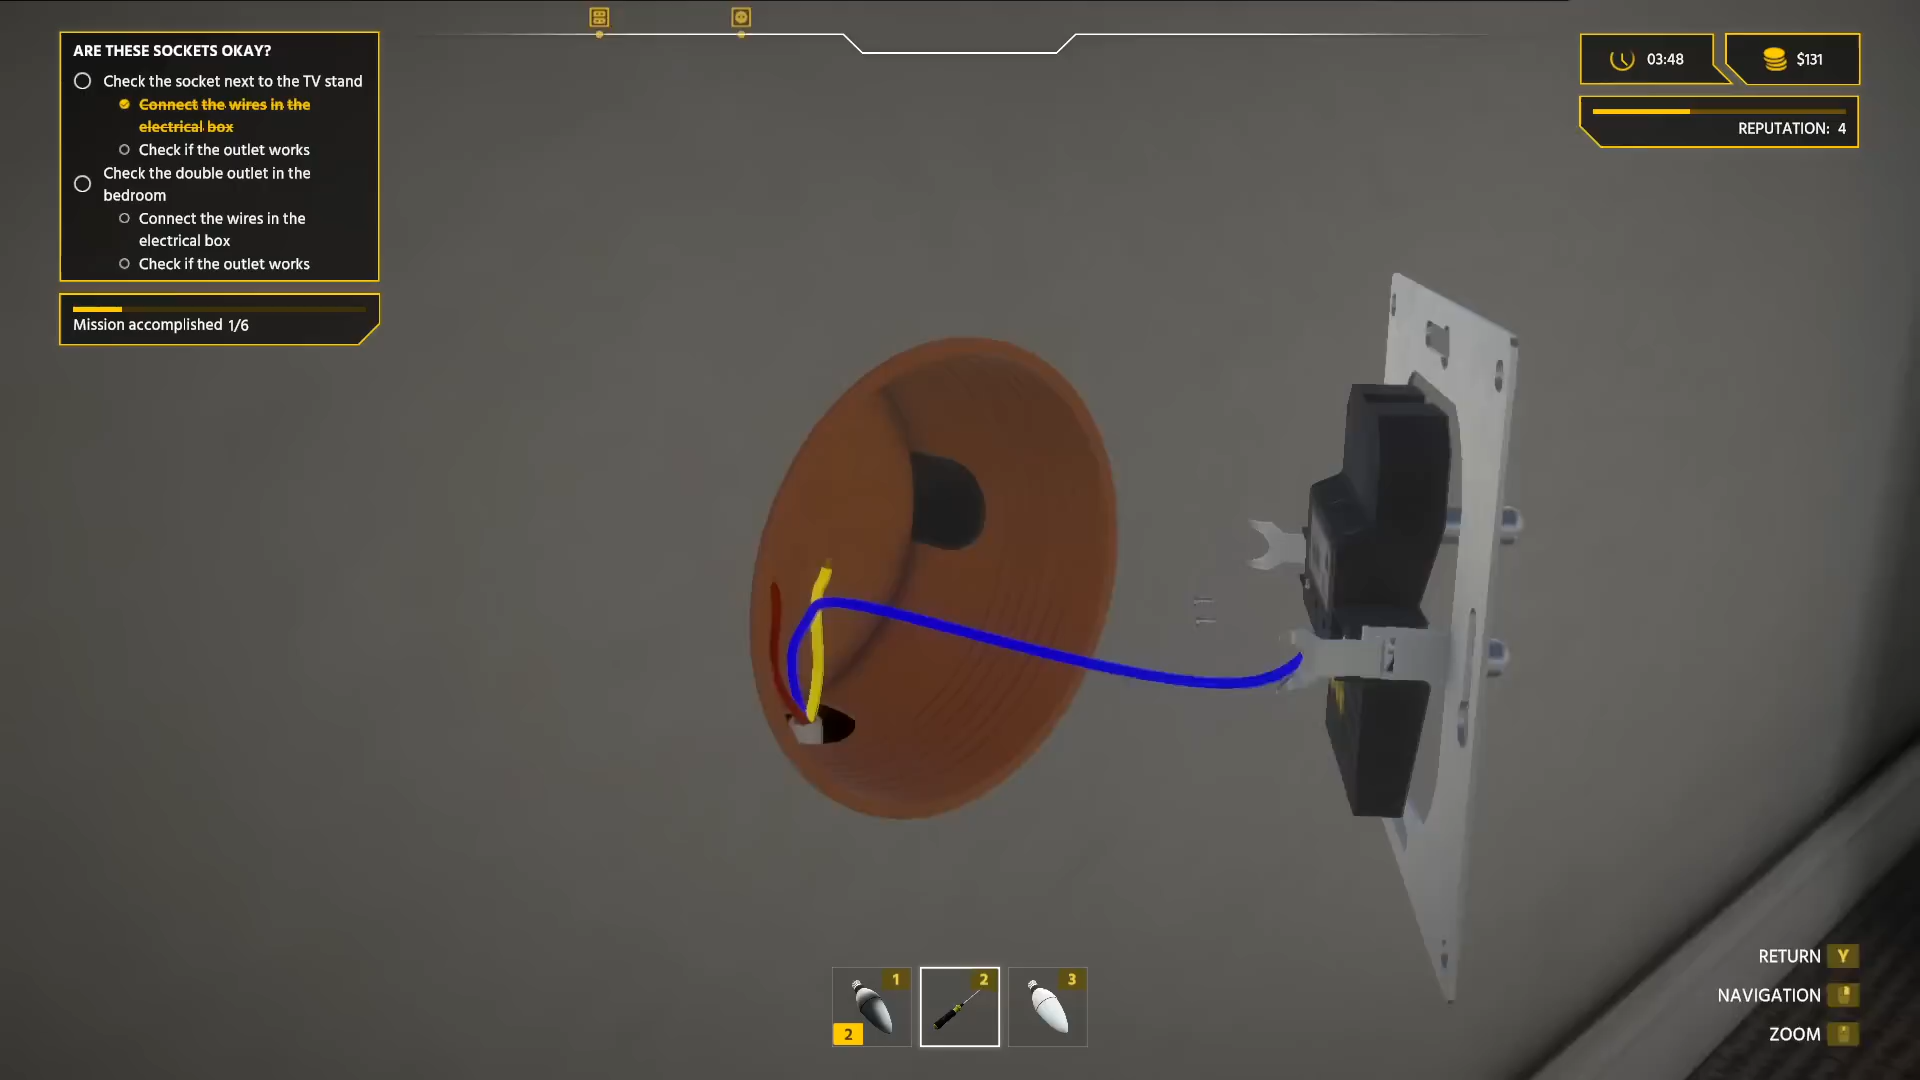 ARE THESE SOCKETS OKAY?
Check the socket next to the TV stand
Connect the wires in the
electrical box
Check if the outlet works
Check the double outlet in the
bedroom
Connect the wires in the
electrical box
Check if the outlet works
Mission accomplished 1/6
03:48
$131
REPUTATION: 4
1
2
2
3
RETURN Y
NAVIGATION
ZOOM